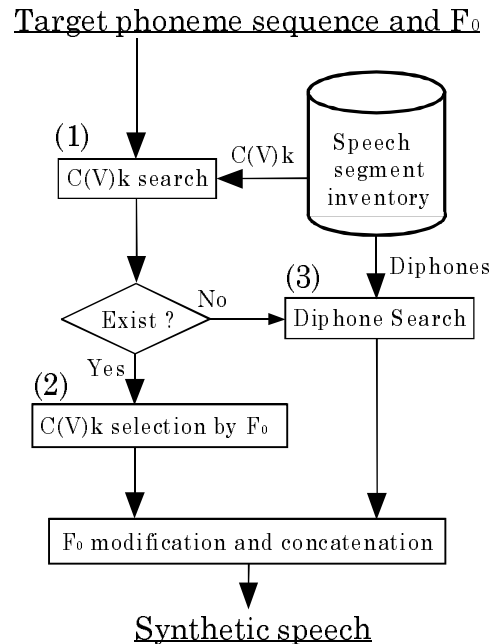 Target phoneme sequence and F₀
(1)
C(V)k
Speech
segment
inventory
C(V)k search
Diphones
(3)
No
Exist ?
Diphone Search
Yes
(2)
C(V)k selection by F₀
F₀ modification and concatenation
Synthetic speech